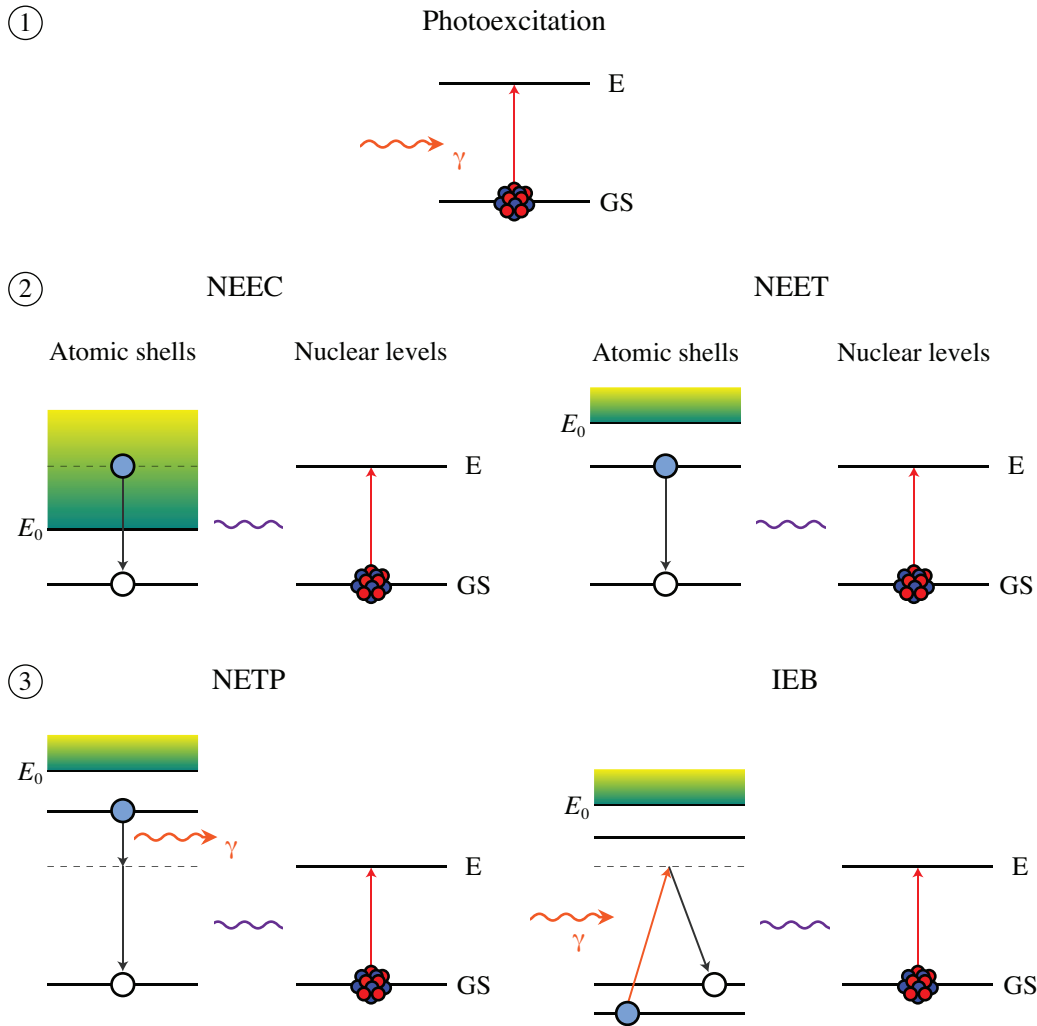 ① Photoexcitation
E
γ
GS
② NEEC NEET
Atomic shells Nuclear levels Atomic shells Nuclear levels
E₀
E E
E₀
GS GS
③ NETP IEB
E₀
E₀
γ
E E
γ
GS GS